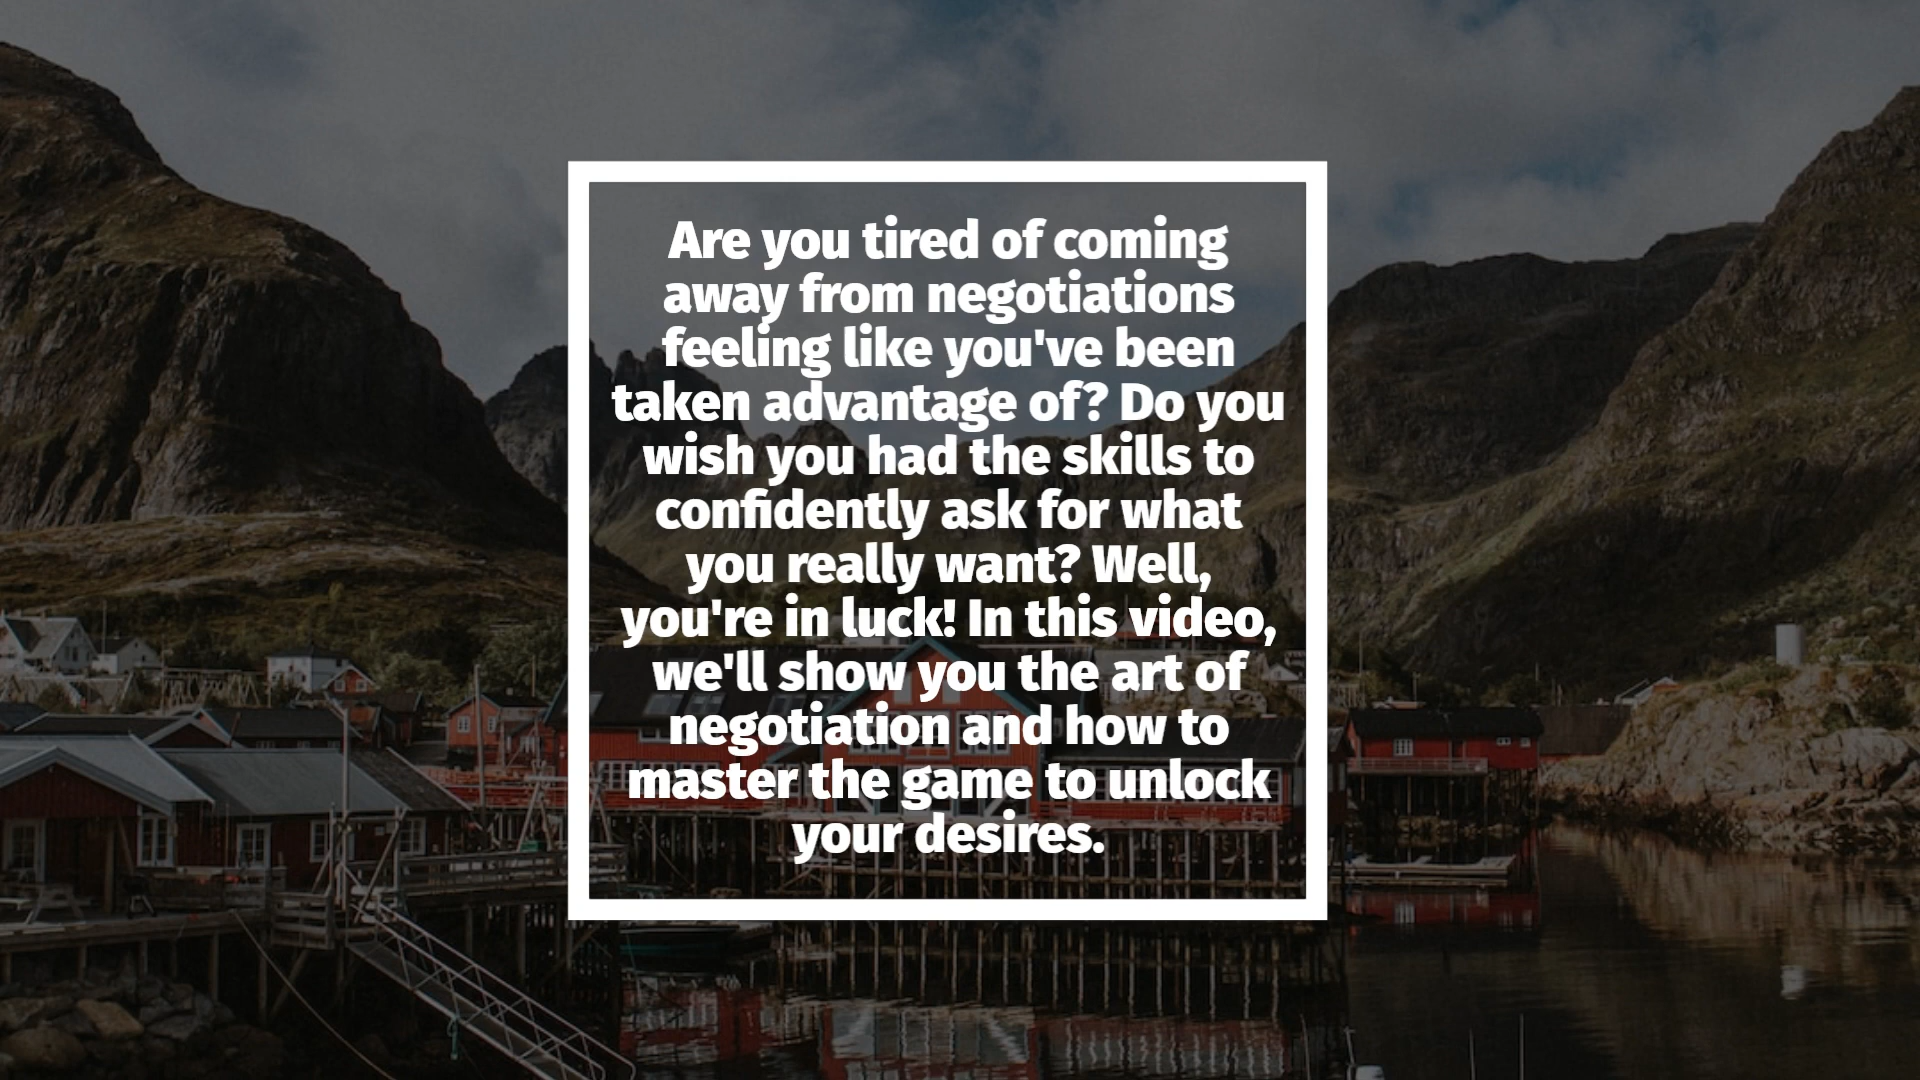 Are you tired of coming
away from negotiations
feeling like you've been
taken advantage of? Do you
wish you had the skills to
confidently ask for what
you really want? Well,
you're in luck! In this video,
we'll show you the art of
negotiation and how to
master the game to unlock
your desires.